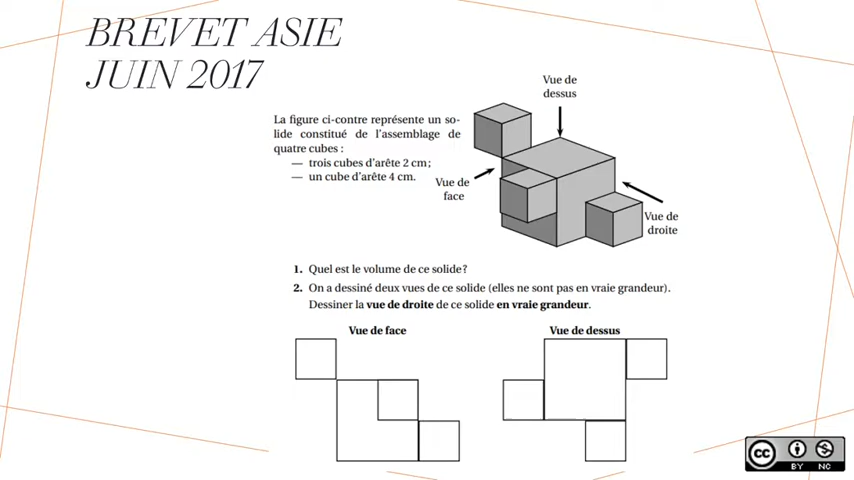 BREVET ASIE
JUIN 2017
La figure ci-contre représente un so-
lide constitué de l'assemblage de
quatre cubes :
— trois cubes d'arête 2 cm ;
— un cube d'arête 4 cm.
Vue de
dessus
Vue de
face
Vue de
droite
1. Quel est le volume de ce solide ?
2. On a dessiné deux vues de ce solide (elles ne sont pas en vraie grandeur).
Dessiner la vue de droite de ce solide en vraie grandeur.
Vue de face
Vue de dessus
cc
BY NC